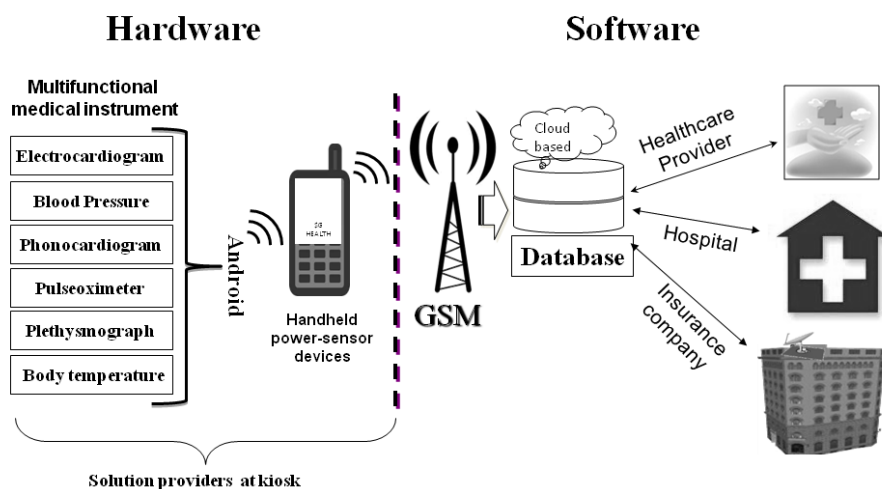 Hardware
Software
Multifunctional
medical instrument
Electrocardiogram
Blood Pressure
Phonocardiogram
Pulseoximeter
Plethysmograph
Body temperature
Android
SG
HEALTH
Handheld
power-sensor
devices
Solution providers at kiosk
GSM
Cloud
based
Database
Healthcare
Provider
Hospital
Insurance
company